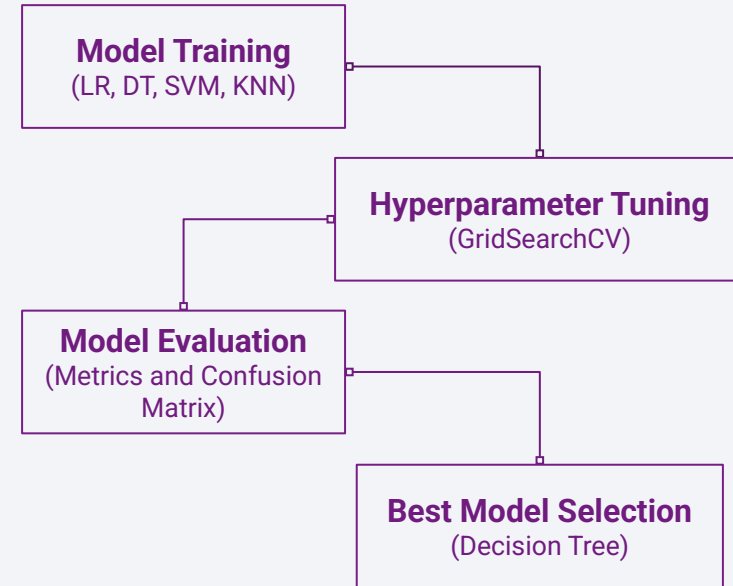 Model Training
(LR, DT, SVM, KNN)
Hyperparameter Tuning
(GridSearchCV)
Model Evaluation
(Metrics and Confusion
Matrix)
Best Model Selection
(Decision Tree)